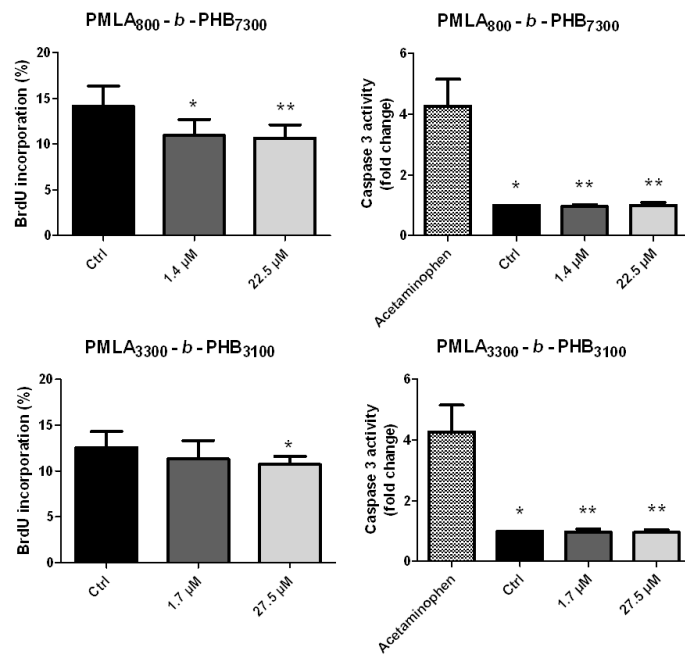 PMLA800 - b - PHB7300
BrdU incorporation (%)
20
15
10
5
0
*
**
Ctrl
1.4 µM
22.5 µM
PMLA800 - b - PHB7300
Caspase 3 activity
(fold change)
6
4
2
0
*
**
**
Acetaminophen
Ctrl
1.4 µM
22.5 µM
PMLA3300 - b - PHB3100
BrdU incorporation (%)
20
15
10
5
0
*
Ctrl
1.7 µM
27.5 µM
PMLA3300 - b - PHB3100
Caspase 3 activity
(fold change)
6
4
2
0
*
**
**
Acetaminophen
Ctrl
1.7 µM
27.5 µM